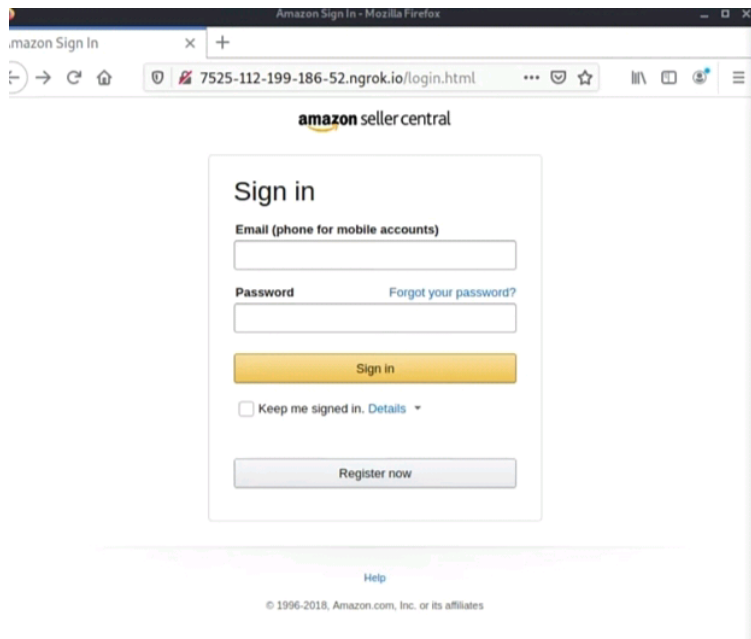 Amazon Sign In - Mozilla Firefox
mazon Sign In
7525-112-199-186-52.ngrok.io/login.html
amazon seller central
Sign in
Email (phone for mobile accounts)
Password Forgot your password?
Sign in
Keep me signed in. Details
Register now
Help
© 1996-2018, Amazon.com, Inc. or its affiliates